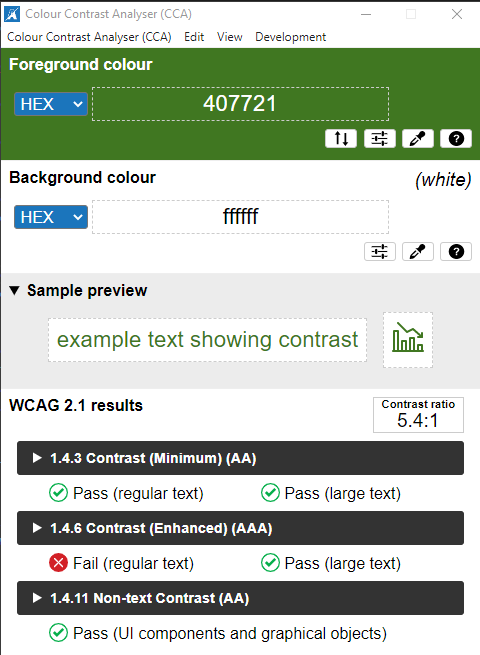 Colour Contrast Analyser (CCA)
Colour Contrast Analyser (CCA) Edit View Development
Foreground colour
HEX 407721
Background colour (white)
HEX ffffff
Sample preview
example text showing contrast
WCAG 2.1 results
Contrast ratio
5.4:1
1.4.3 Contrast (Minimum) (AA)
Pass (regular text) Pass (large text)
1.4.6 Contrast (Enhanced) (AAA)
Fail (regular text) Pass (large text)
1.4.11 Non-text Contrast (AA)
Pass (UI components and graphical objects)